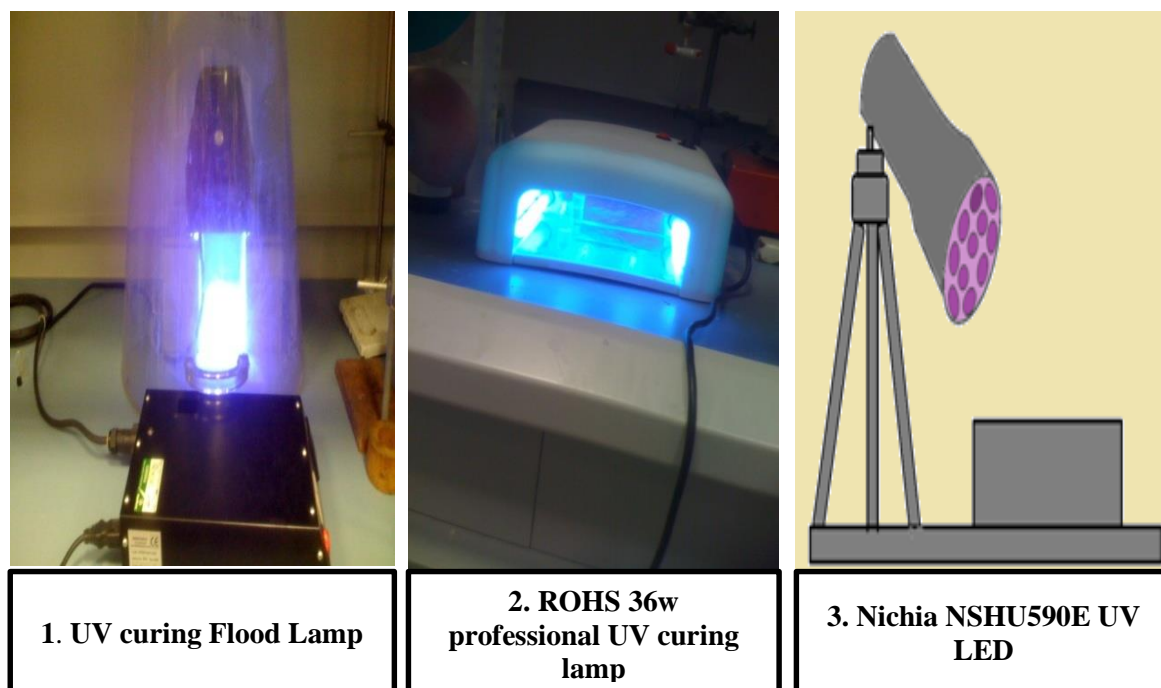 1. UV curing Flood Lamp
2. ROHS 36w
professional UV curing
lamp
3. Nichia NSHU590E UV
LED